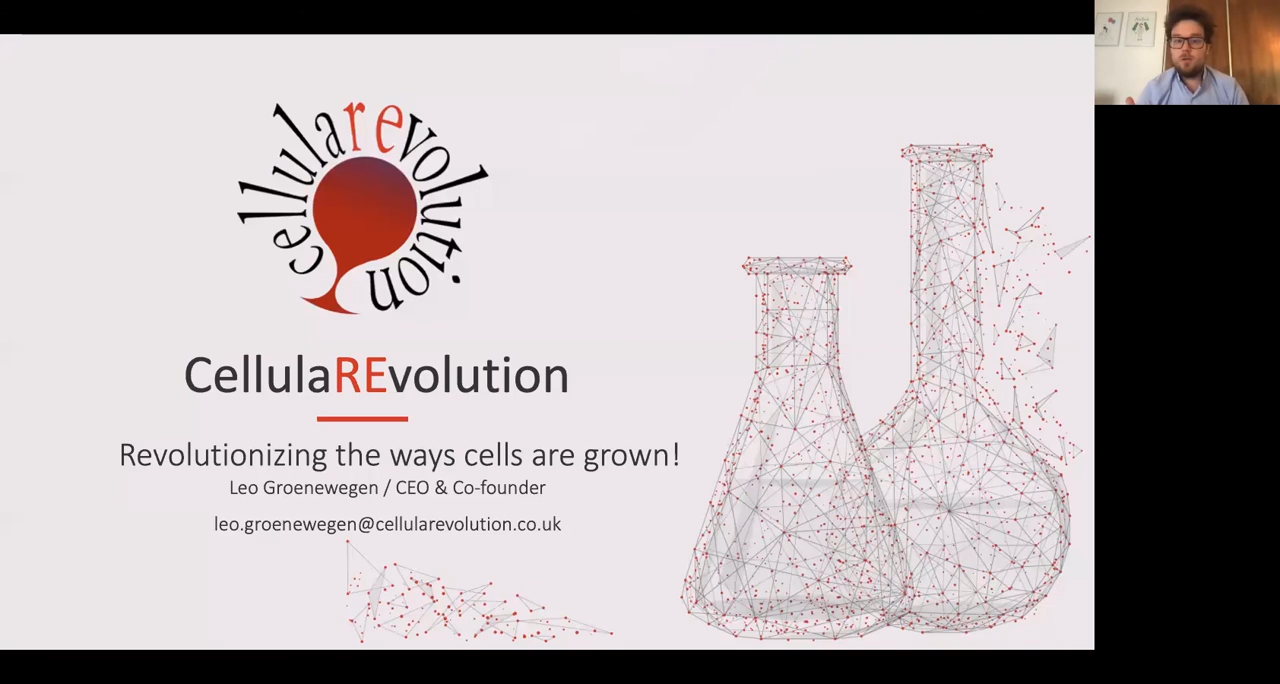 cellularevolution
CellulaREvolution
Revolutionizing the ways cells are grown!
Leo Groenewegen / CEO & Co-founder
leo.groenewegen@cellularevolution.co.uk